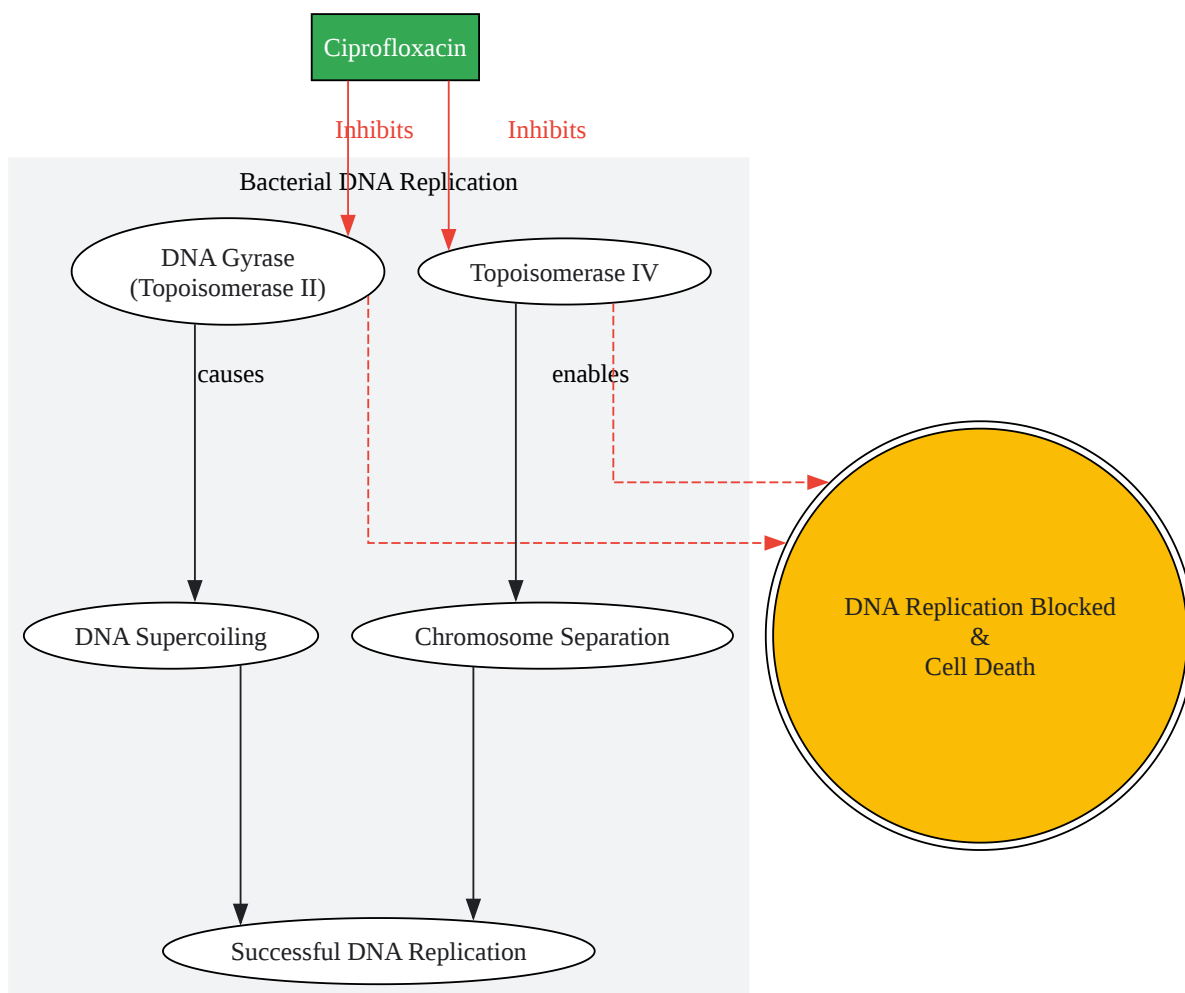 Ciprofloxacin
Inhibits
Inhibits
Bacterial DNA Replication
DNA Gyrase
(Topoisomerase II)
Topoisomerase IV
causes
enables
DNA Supercoiling
Chromosome Separation
DNA Replication Blocked
&
Cell Death
Successful DNA Replication